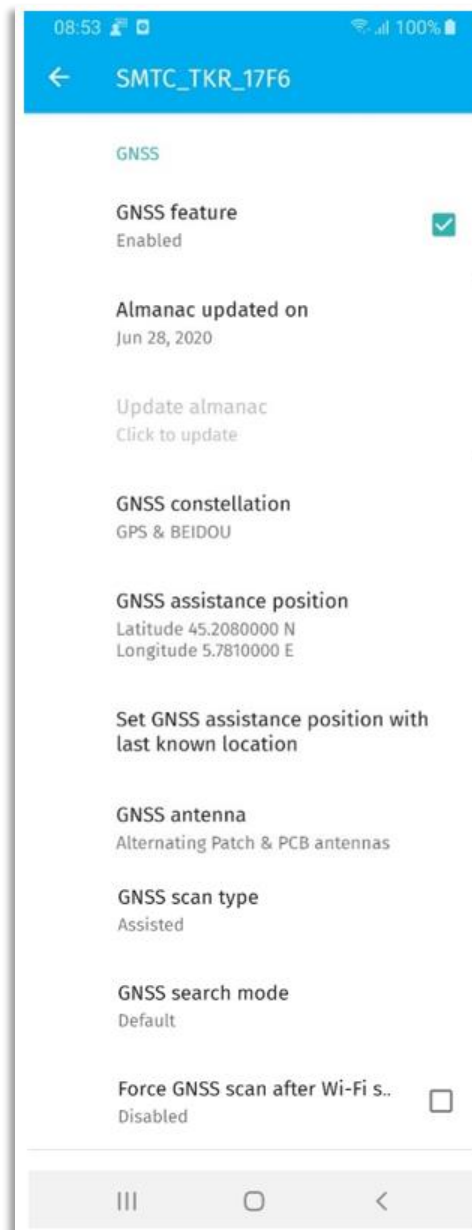 08:53 100%
SMTC_TKR_17F6
GNSS
GNSS feature
Enabled
Almanac updated on
Jun 28, 2020
Update almanac
Click to update
GNSS constellation
GPS & BEIDOU
GNSS assistance position
Latitude 45.2080000 N
Longitude 5.7810000 E
Set GNSS assistance position with
last known location
GNSS antenna
Alternating Patch & PCB antennas
GNSS scan type
Assisted
GNSS search mode
Default
Force GNSS scan after Wi-Fi s..
Disabled